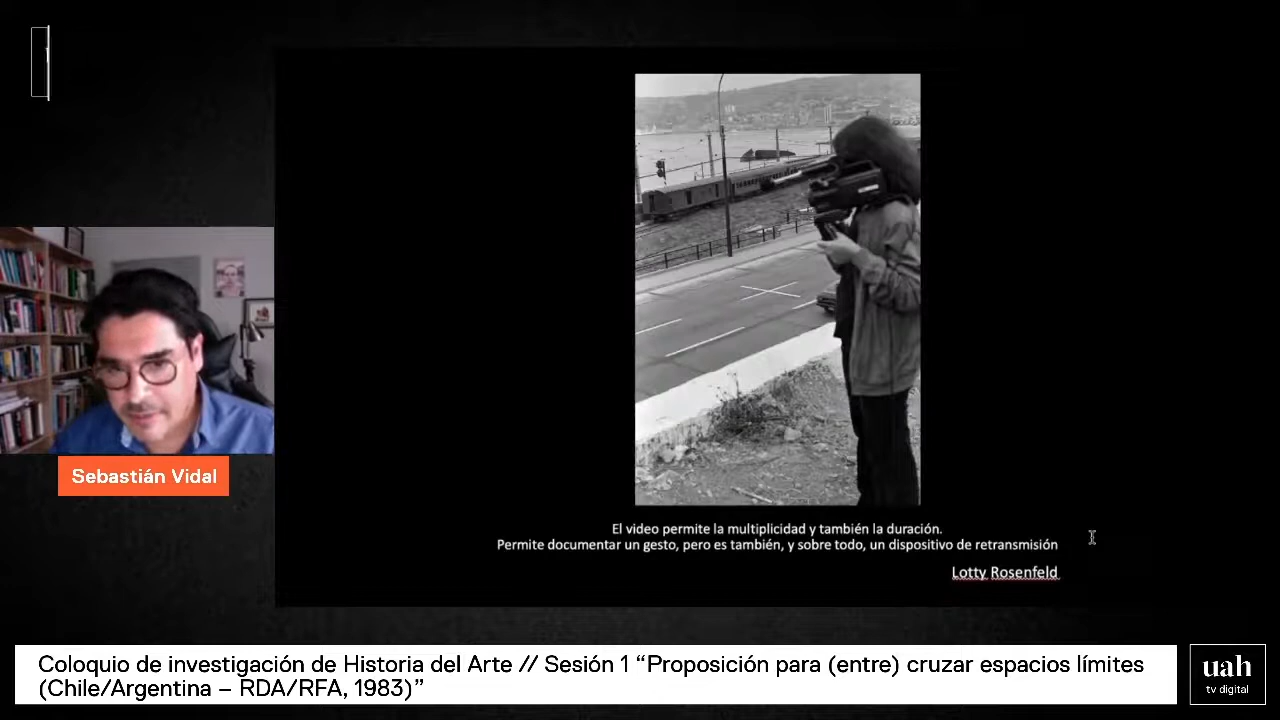 El video permite la multiplicidad y también la duración.
Permite documentar un gesto, pero es también, y sobre todo, un dispositivo de retransmisión
Lotty Rosenfeld
Sebastián Vidal
Coloquio de investigación de Historia del Arte // Sesión 1 “Proposición para (entre) cruzar espacios límites
(Chile/Argentina – RDA/RFA, 1983)”
uah
tv digital